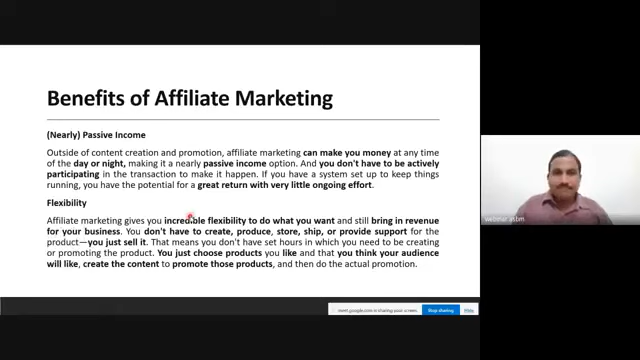 Benefits of Affiliate Marketing
(Nearly) Passive Income
Outside of content creation and promotion, affiliate marketing can make you money at any time
of the day or night, making it a nearly passive income option. And you don't have to be actively
participating in the transaction to make it happen. If you have a system set up to keep things
running, you have the potential for a great return with very little ongoing effort.
Flexibility
Affiliate marketing gives you incredible flexibility to do what you want and still bring in revenue
for your business. You don't have to create, produce, store, ship, or provide support for the
product—you just sell it. That means you don't have set hours in which you need to be creating
or promoting the product. You just choose products you like and that you think your audience
will like, create the content to promote those products, and then do the actual promotion.
meet.google.com is sharing your screen.
Stop sharing
Hide